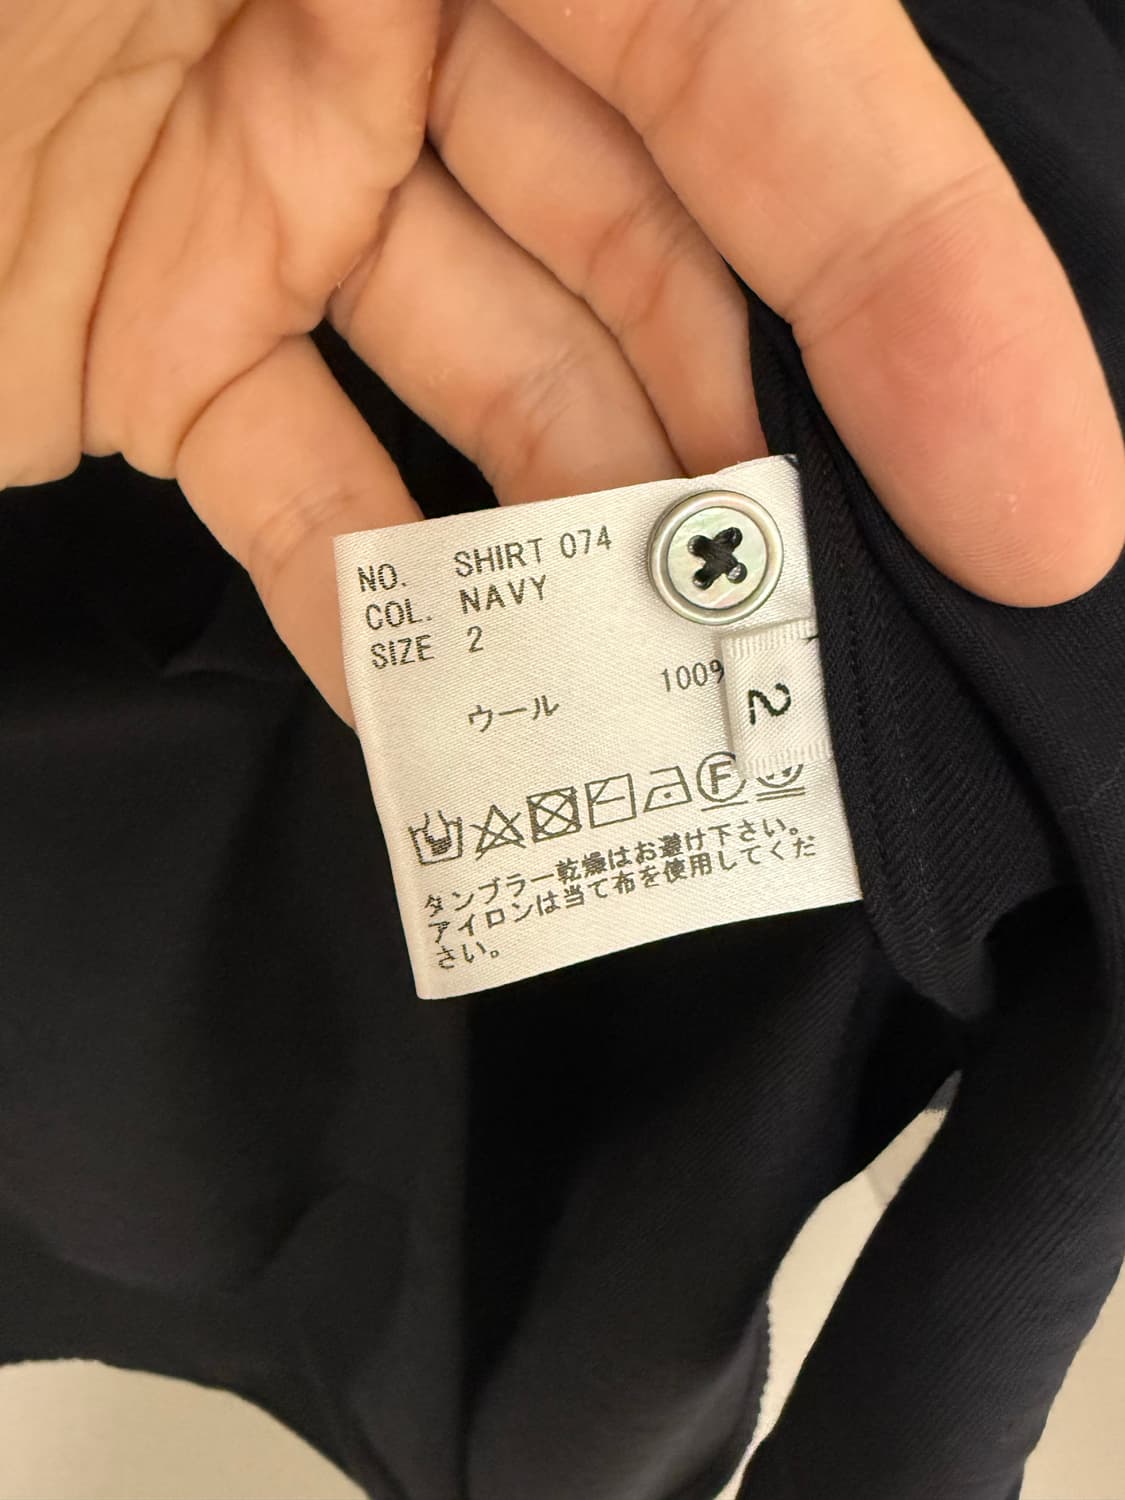 NO. SHIRT 074
COL. NAVY
SIZE 2
ウール 100%
2
F
W
タンブラー乾燥はお避け下さい。
アイロンは当て布を使用してくだ
さい。